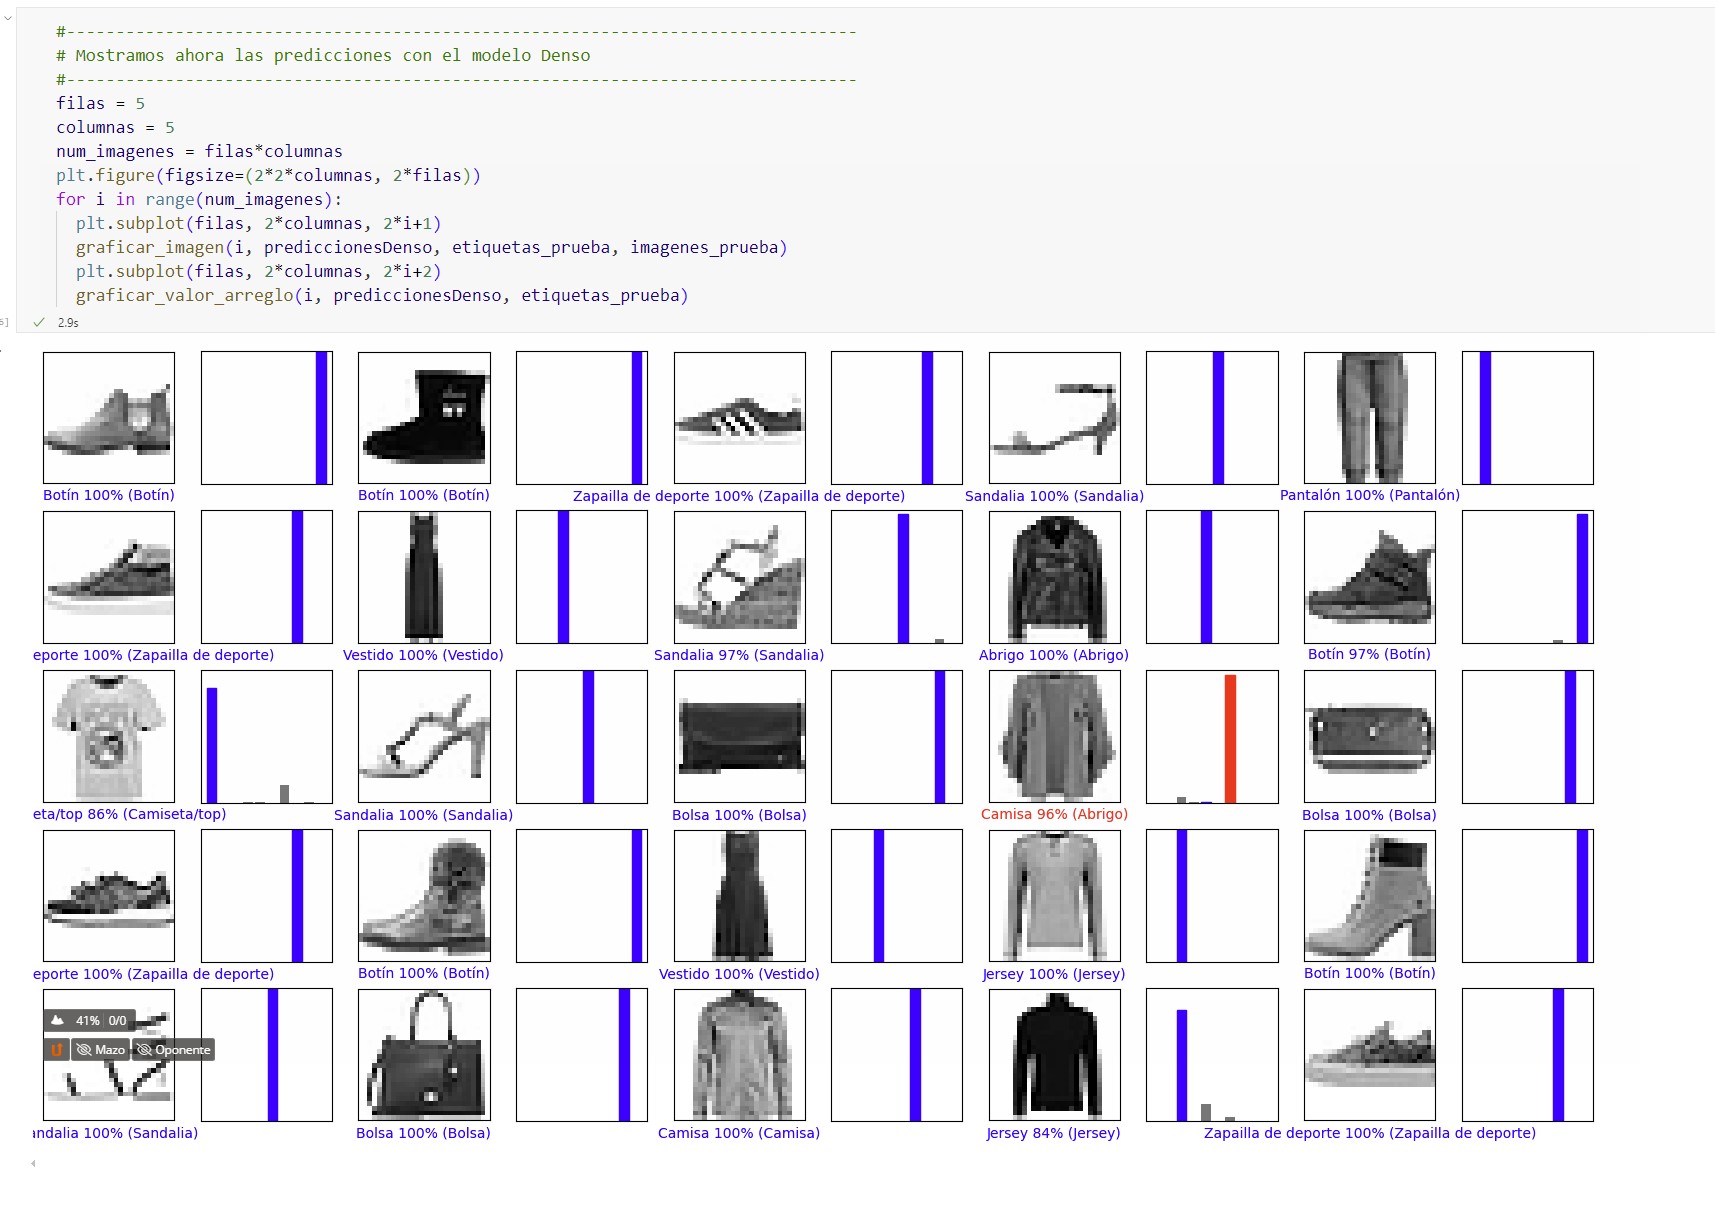 #--------------------------------------------------------------------------------
# Mostramos ahora las predicciones con el modelo Denso
#--------------------------------------------------------------------------------
filas = 5
columnas = 5
num_imagenes = filas*columnas
plt.figure(figsize=(2*2*columnas, 2*filas))
for i in range(num_imagenes):
  plt.subplot(filas, 2*columnas, 2*i+1)
  graficar_imagen(i, prediccionesDenso, etiquetas_prueba, imagenes_prueba)
  plt.subplot(filas, 2*columnas, 2*i+2)
  graficar_valor_arreglo(i, prediccionesDenso, etiquetas_prueba)
2.9s
Botín 100% (Botín) Botín 100% (Botín) Zapailla de deporte 100% (Zapailla de deporte) Sandalia 100% (Sandalia) Pantalón 100% (Pantalón)
eporte 100% (Zapailla de deporte) Vestido 100% (Vestido) Sandalia 97% (Sandalia) Abrigo 100% (Abrigo) Botín 97% (Botín)
eta/top 86% (Camiseta/top) Sandalia 100% (Sandalia) Bolsa 100% (Bolsa) Camisa 96% (Abrigo) Bolsa 100% (Bolsa)
eporte 100% (Zapailla de deporte) Botín 100% (Botín) Vestido 100% (Vestido) Jersey 100% (Jersey) Botín 100% (Botín)
41% 0/0
Mazo Oponente
andalia 100% (Sandalia) Bolsa 100% (Bolsa) Camisa 100% (Camisa) Jersey 84% (Jersey) Zapailla de deporte 100% (Zapailla de deporte)